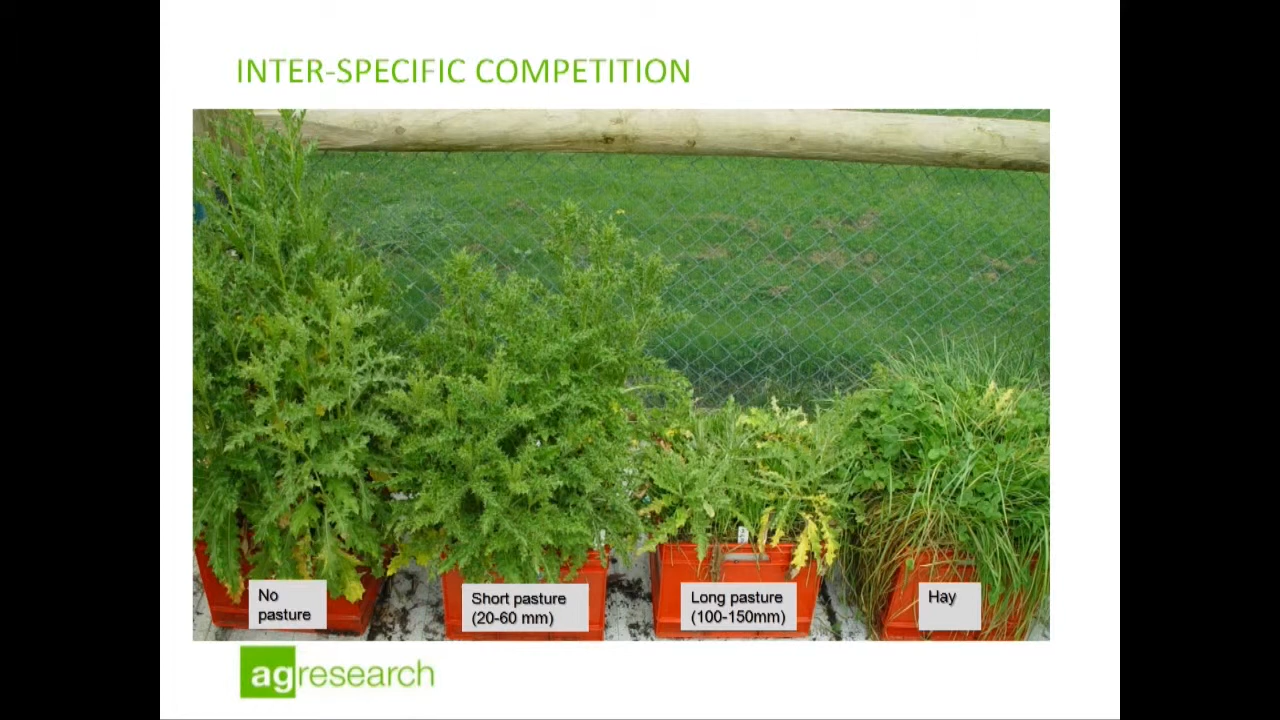 INTER-SPECIFIC COMPETITION
No
pasture
Short pasture
(20-60 mm)
Long pasture
(100-150mm)
Hay
agresearch